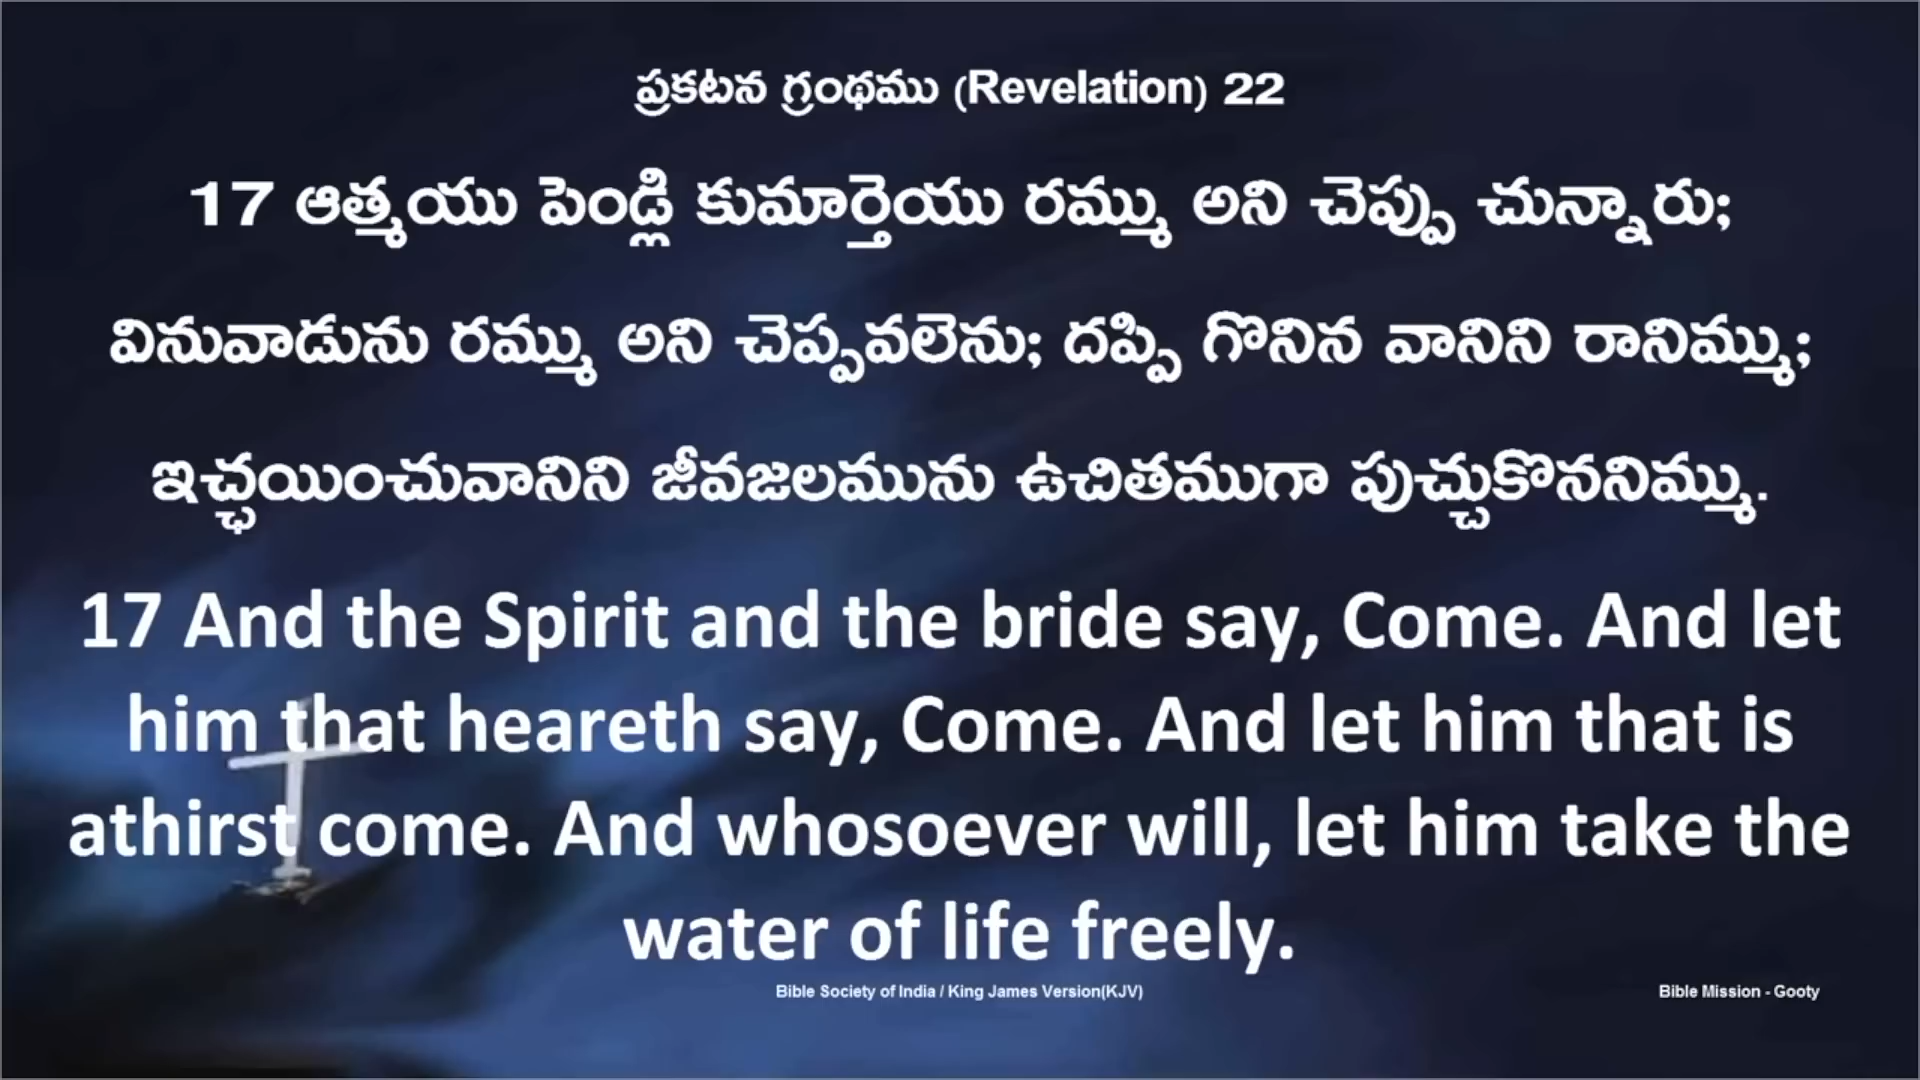 ప్రకటన గ్రంథము (Revelation) 22
17 ఆత్మయు పెండ్లి కుమార్తెయు రమ్ము అని చెప్పు చున్నారు;
వినువాడును రమ్ము అని చెప్పవలెను; దప్పి గొనిన వానిని రానిమ్ము;
ఇచ్ఛయించువానిని జీవజలమును ఉచితముగా పుచ్చుకొననిమ్ము.
17 And the Spirit and the bride say, Come. And let
him that heareth say, Come. And let him that is
athirst come. And whosoever will, let him take the
water of life freely.
Bible Society of India / King James Version(KJV)
Bible Mission - Gooty